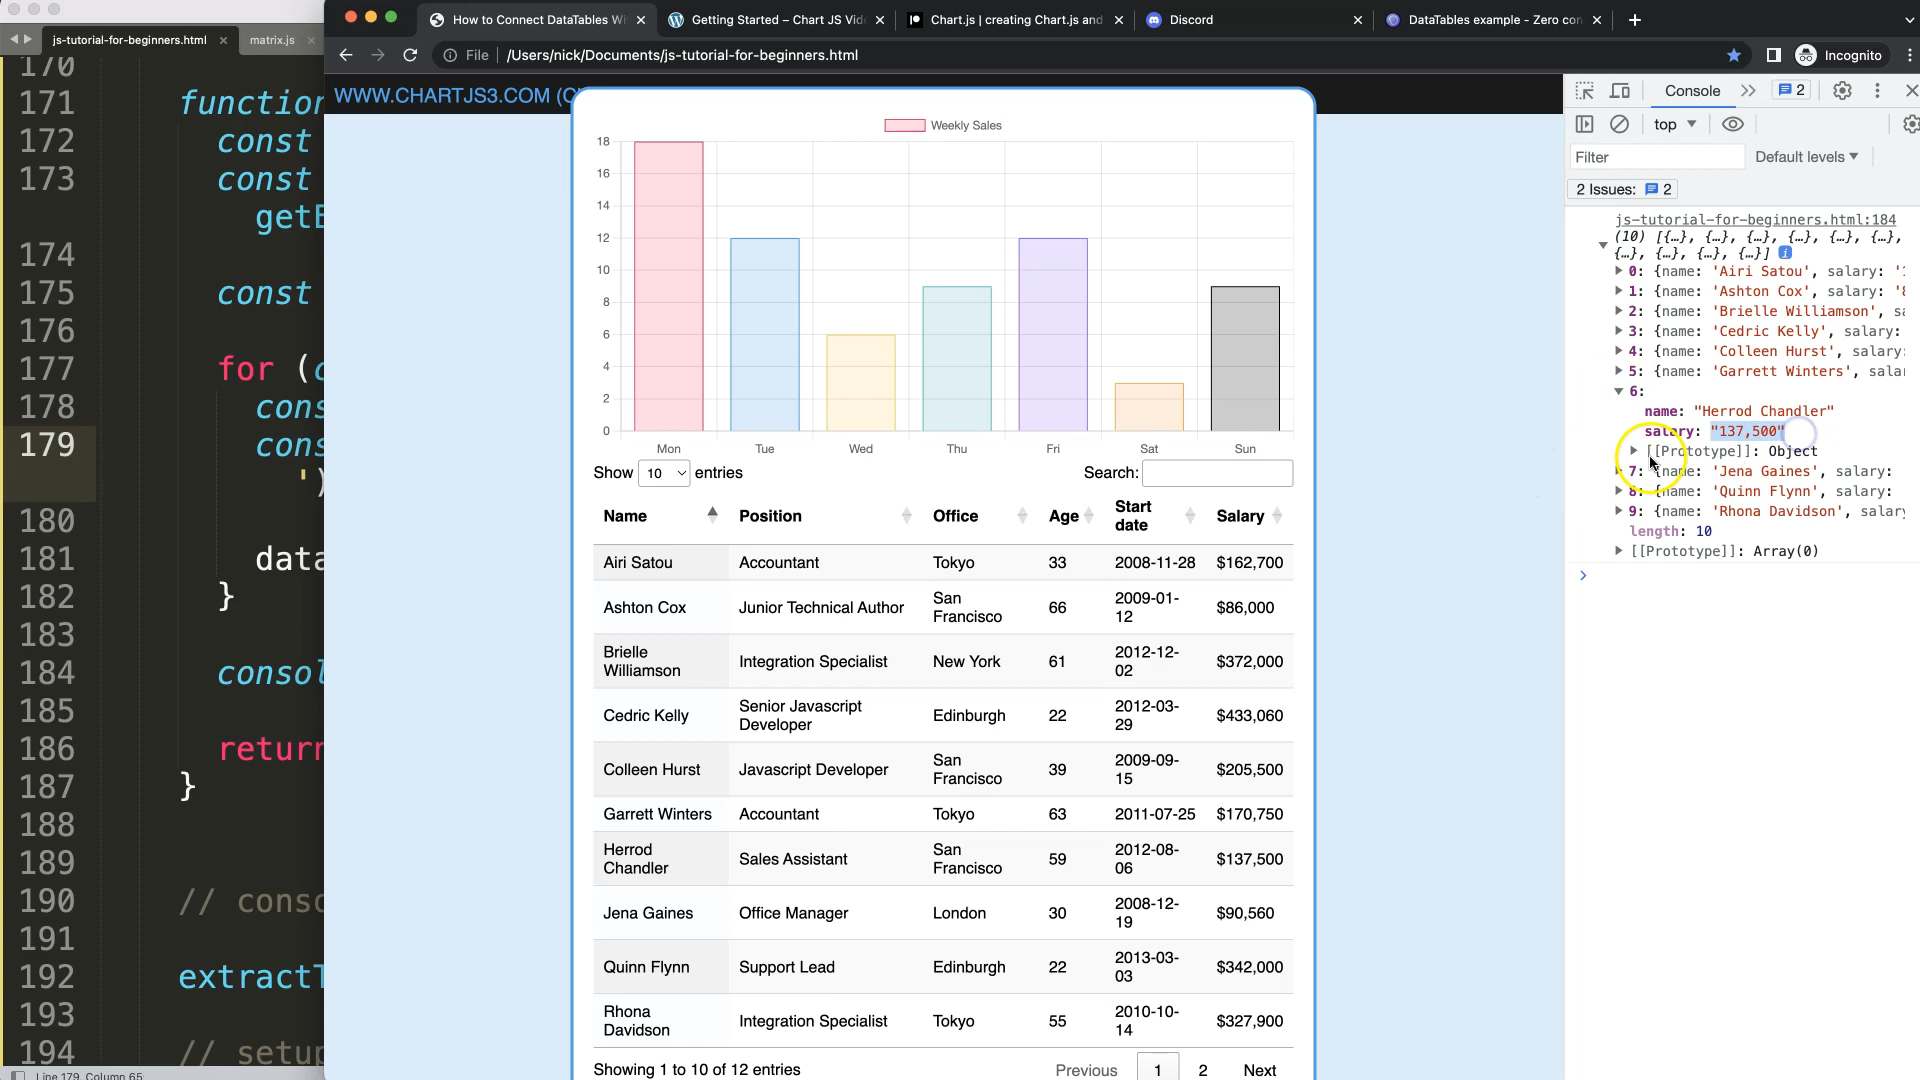 js-tutorial-for-beginners.html
matrix.js
170
171 function
172 const
173 const
getE
174
175 const
176
177 for (c
178 cons
179 cons
')
180
181 data
182 }
183
184 consol
185
186 return
187 }
188
189
190 // conso
191
192 extractT
193
194 // setup
Line 179, Column 65
How to Connect DataTables Wi
Getting Started – Chart JS Vid
Chart.js | creating Chart.js and
Discord
DataTables example - Zero con
File /Users/nick/Documents/js-tutorial-for-beginners.html
Incognito
WWW.CHARTJS3.COM (C
Weekly Sales
18
16
14
12
10
8
6
4
2
0
Mon Tue Wed Thu Fri Sat Sun
Show 10 entries Search:
Name Position Office Age Start date Salary
Airi Satou Accountant Tokyo 33 2008-11-28 $162,700
Ashton Cox Junior Technical Author San Francisco 66 2009-01-12 $86,000
Brielle Williamson Integration Specialist New York 61 2012-12-02 $372,000
Cedric Kelly Senior Javascript Developer Edinburgh 22 2012-03-29 $433,060
Colleen Hurst Javascript Developer San Francisco 39 2009-09-15 $205,500
Garrett Winters Accountant Tokyo 63 2011-07-25 $170,750
Herrod Chandler Sales Assistant San Francisco 59 2012-08-06 $137,500
Jena Gaines Office Manager London 30 2008-12-19 $90,560
Quinn Flynn Support Lead Edinburgh 22 2013-03-03 $342,000
Rhona Davidson Integration Specialist Tokyo 55 2010-10-14 $327,900
Showing 1 to 10 of 12 entries Previous 1 2 Next
Console 2
top
Filter Default levels
2 Issues: 2
js-tutorial-for-beginners.html:184
(10) [{…}, {…}, {…}, {…}, {…}, {…},
{…}, {…}, {…}, {…}]
0: {name: 'Airi Satou', salary: '1
1: {name: 'Ashton Cox', salary: '8
2: {name: 'Brielle Williamson', sa
3: {name: 'Cedric Kelly', salary:
4: {name: 'Colleen Hurst', salary:
5: {name: 'Garrett Winters', salar
6:
name: "Herrod Chandler"
salary: "137,500"
[[Prototype]]: Object
7: {name: 'Jena Gaines', salary:
8: {name: 'Quinn Flynn', salary:
9: {name: 'Rhona Davidson', salary
length: 10
[[Prototype]]: Array(0)